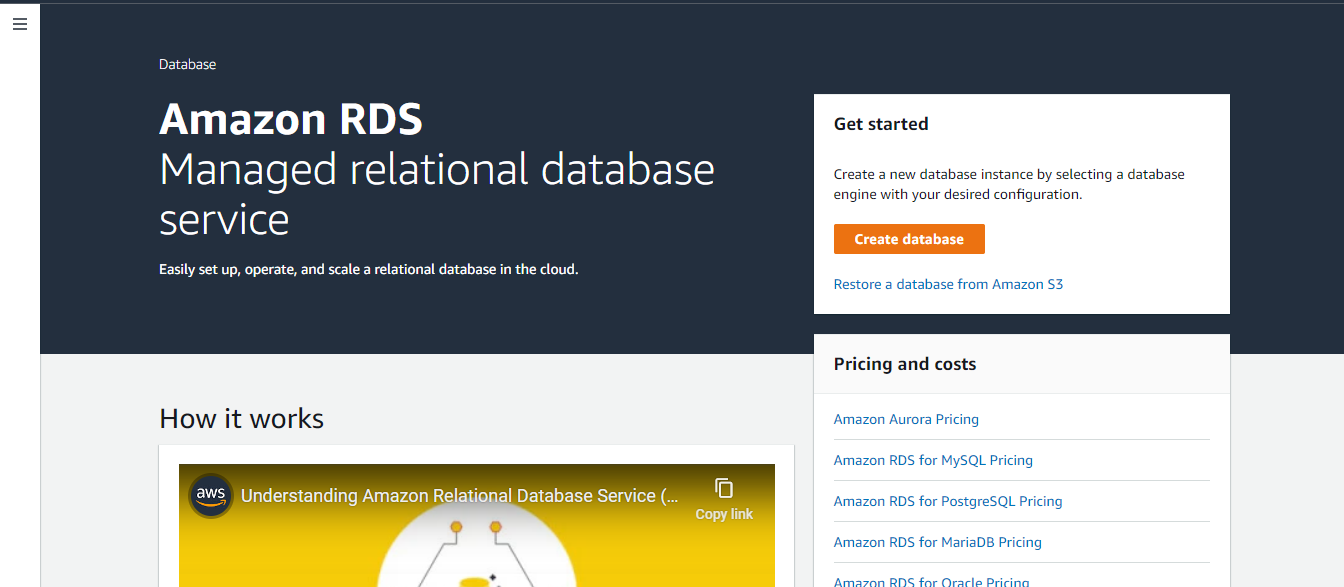 Database
Amazon RDS
Managed relational database
service
Easily set up, operate, and scale a relational database in the cloud.
Get started
Create a new database instance by selecting a database
engine with your desired configuration.
Create database
Restore a database from Amazon S3
Pricing and costs
Amazon Aurora Pricing
Amazon RDS for MySQL Pricing
Amazon RDS for PostgreSQL Pricing
Amazon RDS for MariaDB Pricing
Amazon RDS for Oracle Pricing
How it works
aws
Understanding Amazon Relational Database Service (...
Copy link